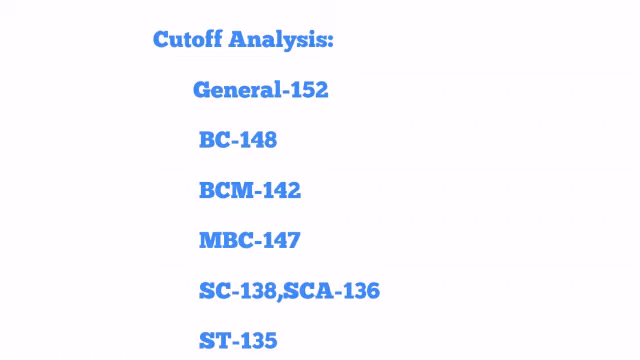 Cutoff Analysis:
General-152
BC-148
BCM-142
MBC-147
SC-138,SCA-136
ST-135